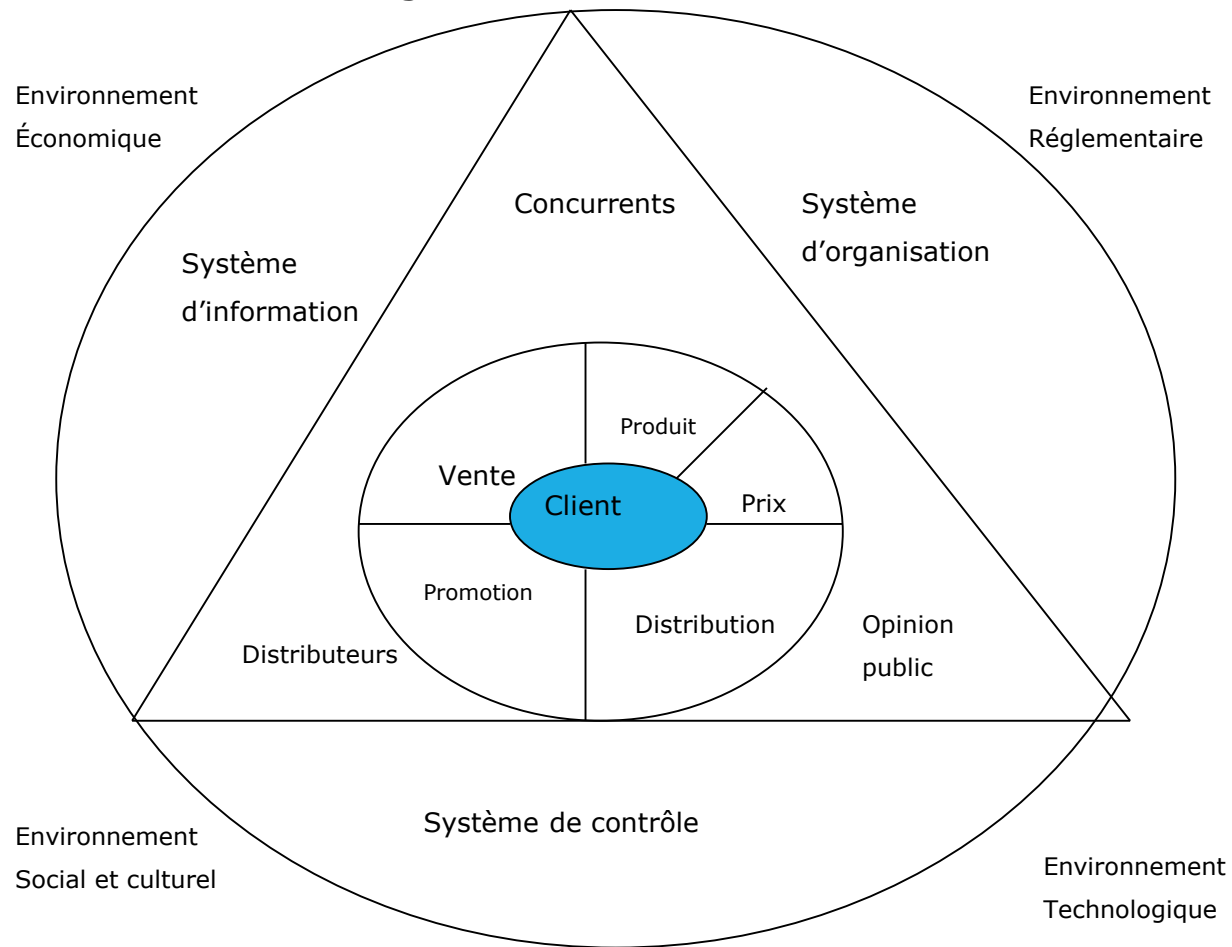 Environnement
Économique
Environnement
Réglementaire
Concurrents
Système
d'organisation
Système
d'information
Produit
Vente
Client
Prix
Promotion
Distribution
Opinion
public
Distributeurs
Système de contrôle
Environnement
Social et culturel
Environnement
Technologique